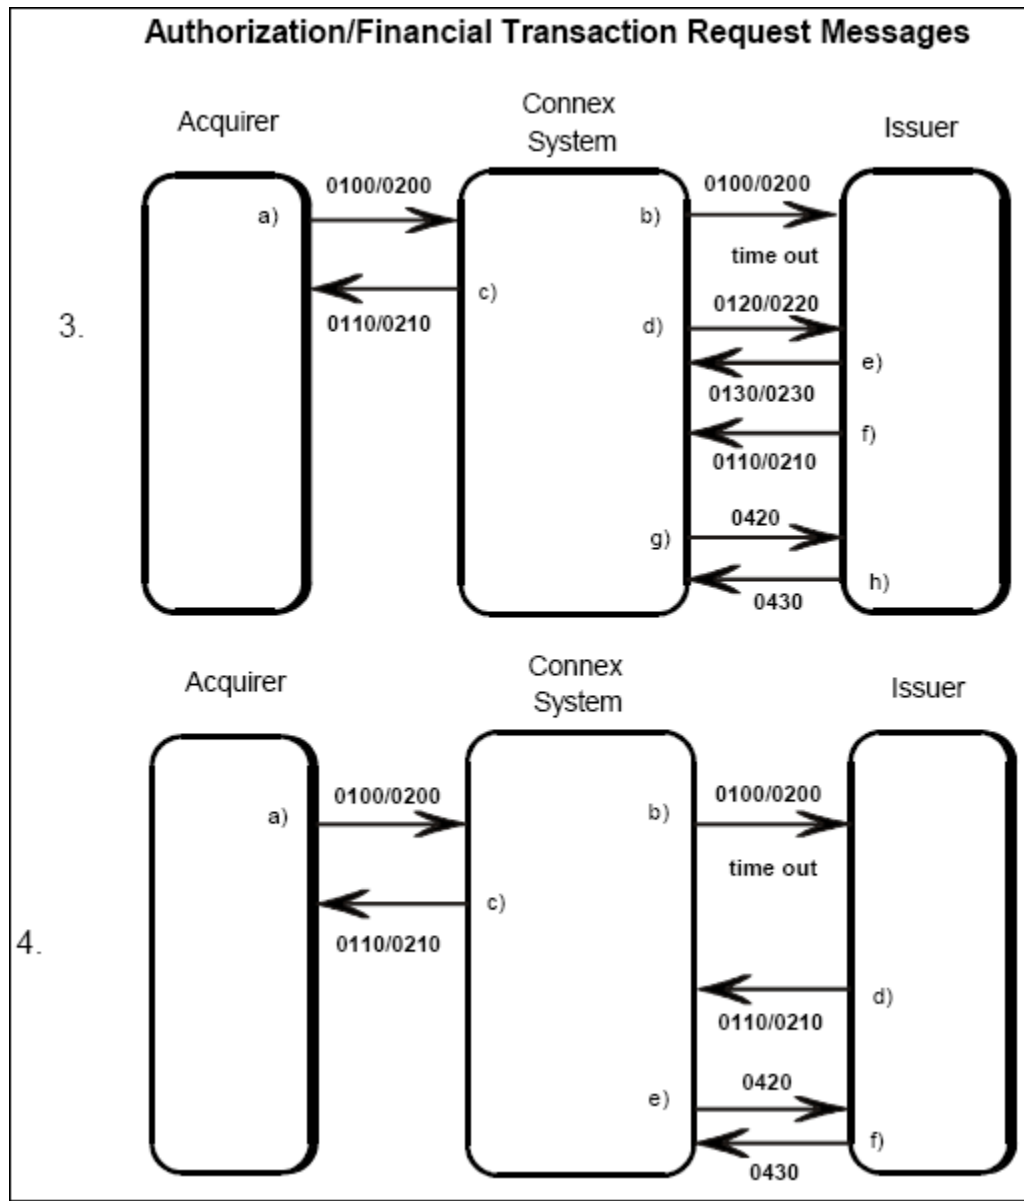 Authorization/Financial Transaction Request Messages
Acquirer
Connex
System
Issuer
0100/0200
0100/0200
a)
b)
time out
c)
0110/0210
0120/0220
3.
d)
e)
0130/0230
f)
0110/0210
0420
g)
h)
0430
Acquirer
Connex
System
Issuer
0100/0200
0100/0200
a)
b)
time out
c)
0110/0210
4.
d)
0110/0210
0420
e)
f)
0430